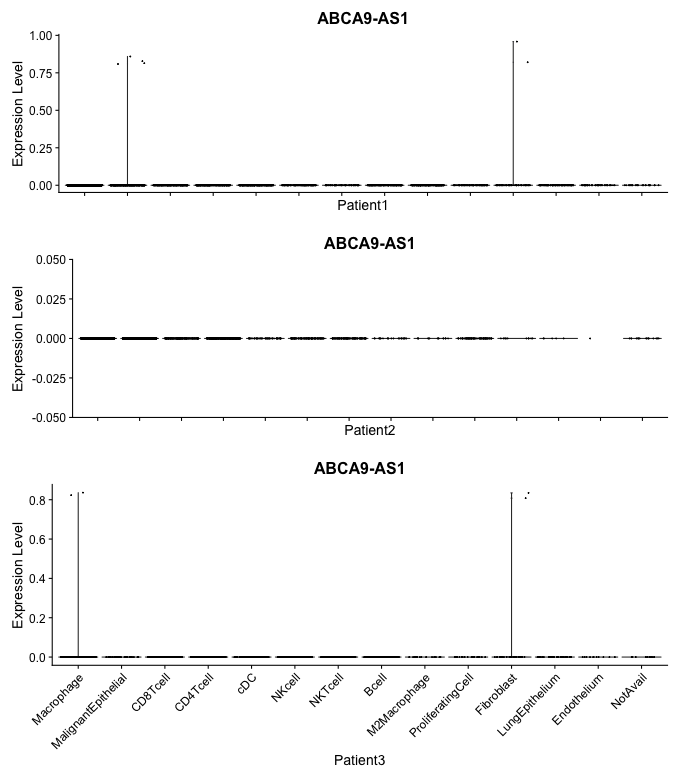 ABCA9-AS1
Expression Level
1.00
0.75
0.50
0.25
0.00
Patient1
ABCA9-AS1
Expression Level
0.050
0.025
0.000
-0.025
-0.050
Patient2
ABCA9-AS1
Expression Level
0.8
0.6
0.4
0.2
0.0
Macrophage
MalignantEpithelial
CD8Tcell
CD4Tcell
cDC
NKcell
NKTcell
Bcell
M2Macrophage
ProliferatingCell
Fibroblast
LungEpithelium
Endothelium
NotAvail
Patient3